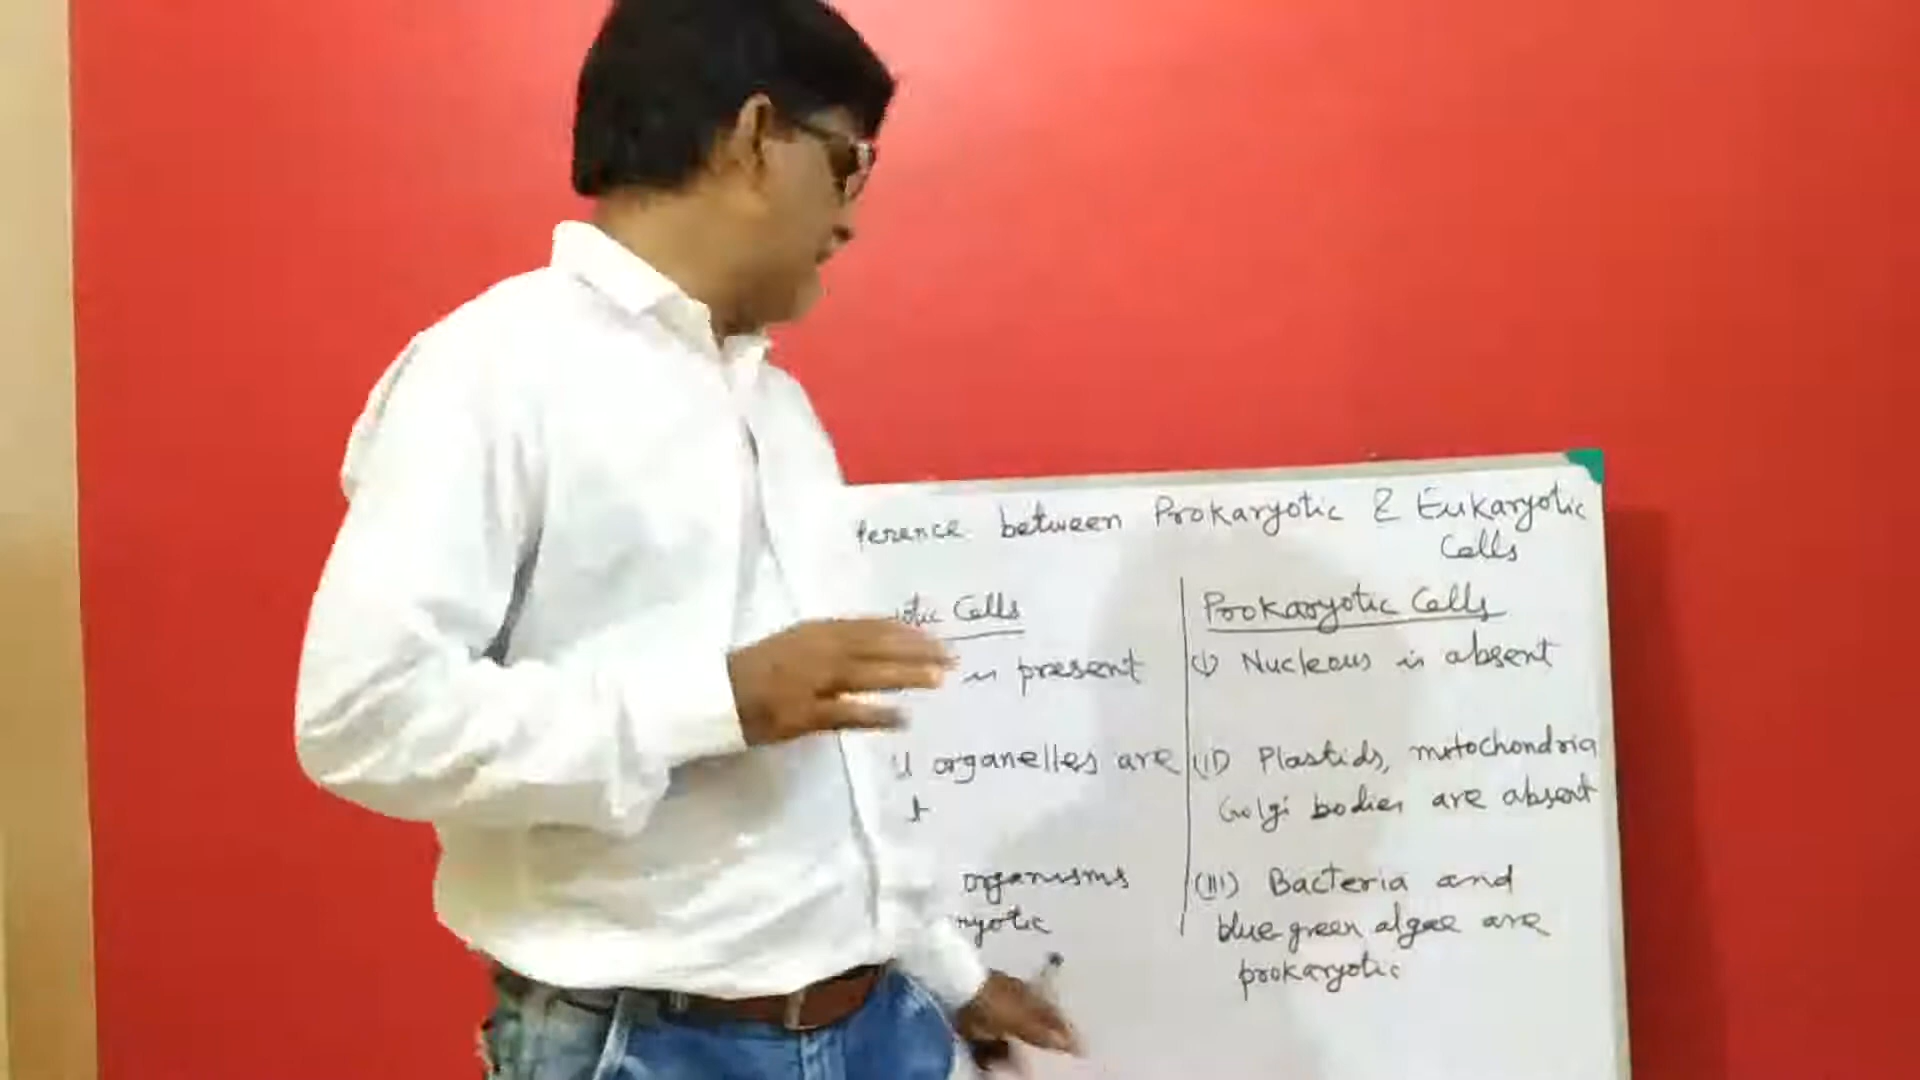 ference between Prokaryotic & Eukaryotic
Cells
otic Cells
is present
organelles are
t
organisms
ryotic
Prokaryotic Cells
(I) Nucleous is absent
(II) Plastids, mitochondria
Golgi bodies are absent
(III) Bacteria and
blue green algae are
prokaryotic